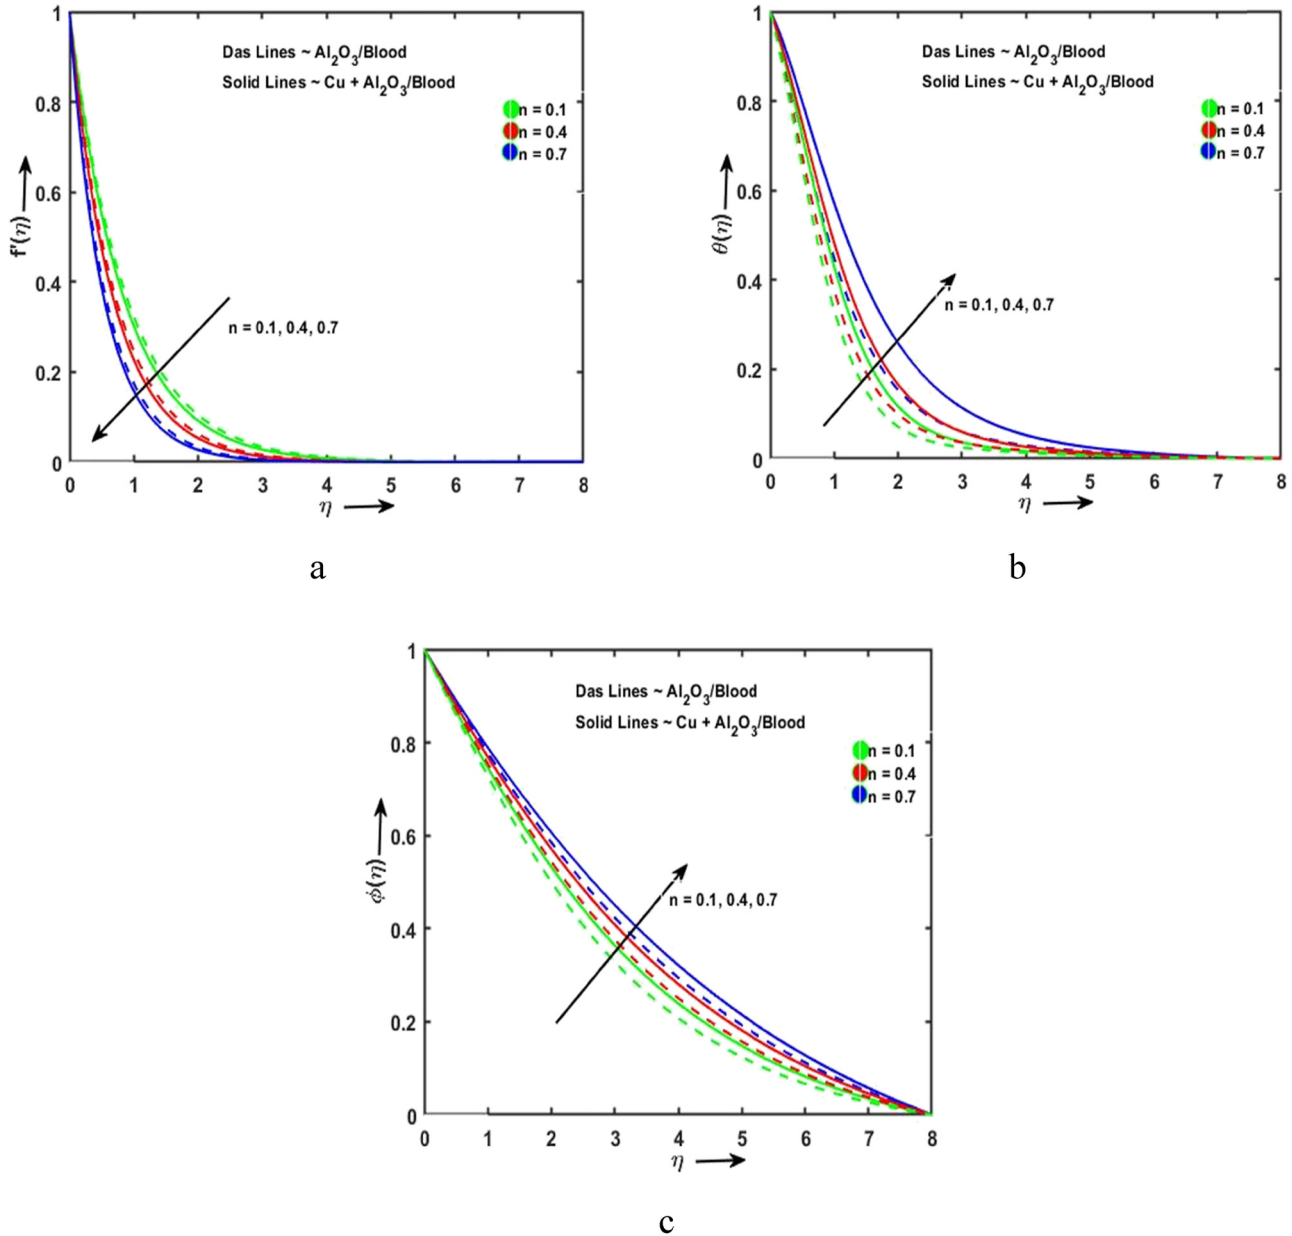 Das Lines ~ Al₂O₃/Blood
Solid Lines ~ Cu + Al₂O₃/Blood
n = 0.1
n = 0.4
n = 0.7
n = 0.1, 0.4, 0.7
f'(η)
1
0.8
0.6
0.4
0.2
0
0 1 2 3 4 5 6 7 8
η
a
Das Lines ~ Al₂O₃/Blood
Solid Lines ~ Cu + Al₂O₃/Blood
n = 0.1
n = 0.4
n = 0.7
n = 0.1, 0.4, 0.7
θ(η)
1
0.8
0.6
0.4
0.2
0
0 1 2 3 4 5 6 7 8
η
b
Das Lines ~ Al₂O₃/Blood
Solid Lines ~ Cu + Al₂O₃/Blood
n = 0.1
n = 0.4
n = 0.7
n = 0.1, 0.4, 0.7
ϕ(η)
1
0.8
0.6
0.4
0.2
0
0 1 2 3 4 5 6 7 8
η
c